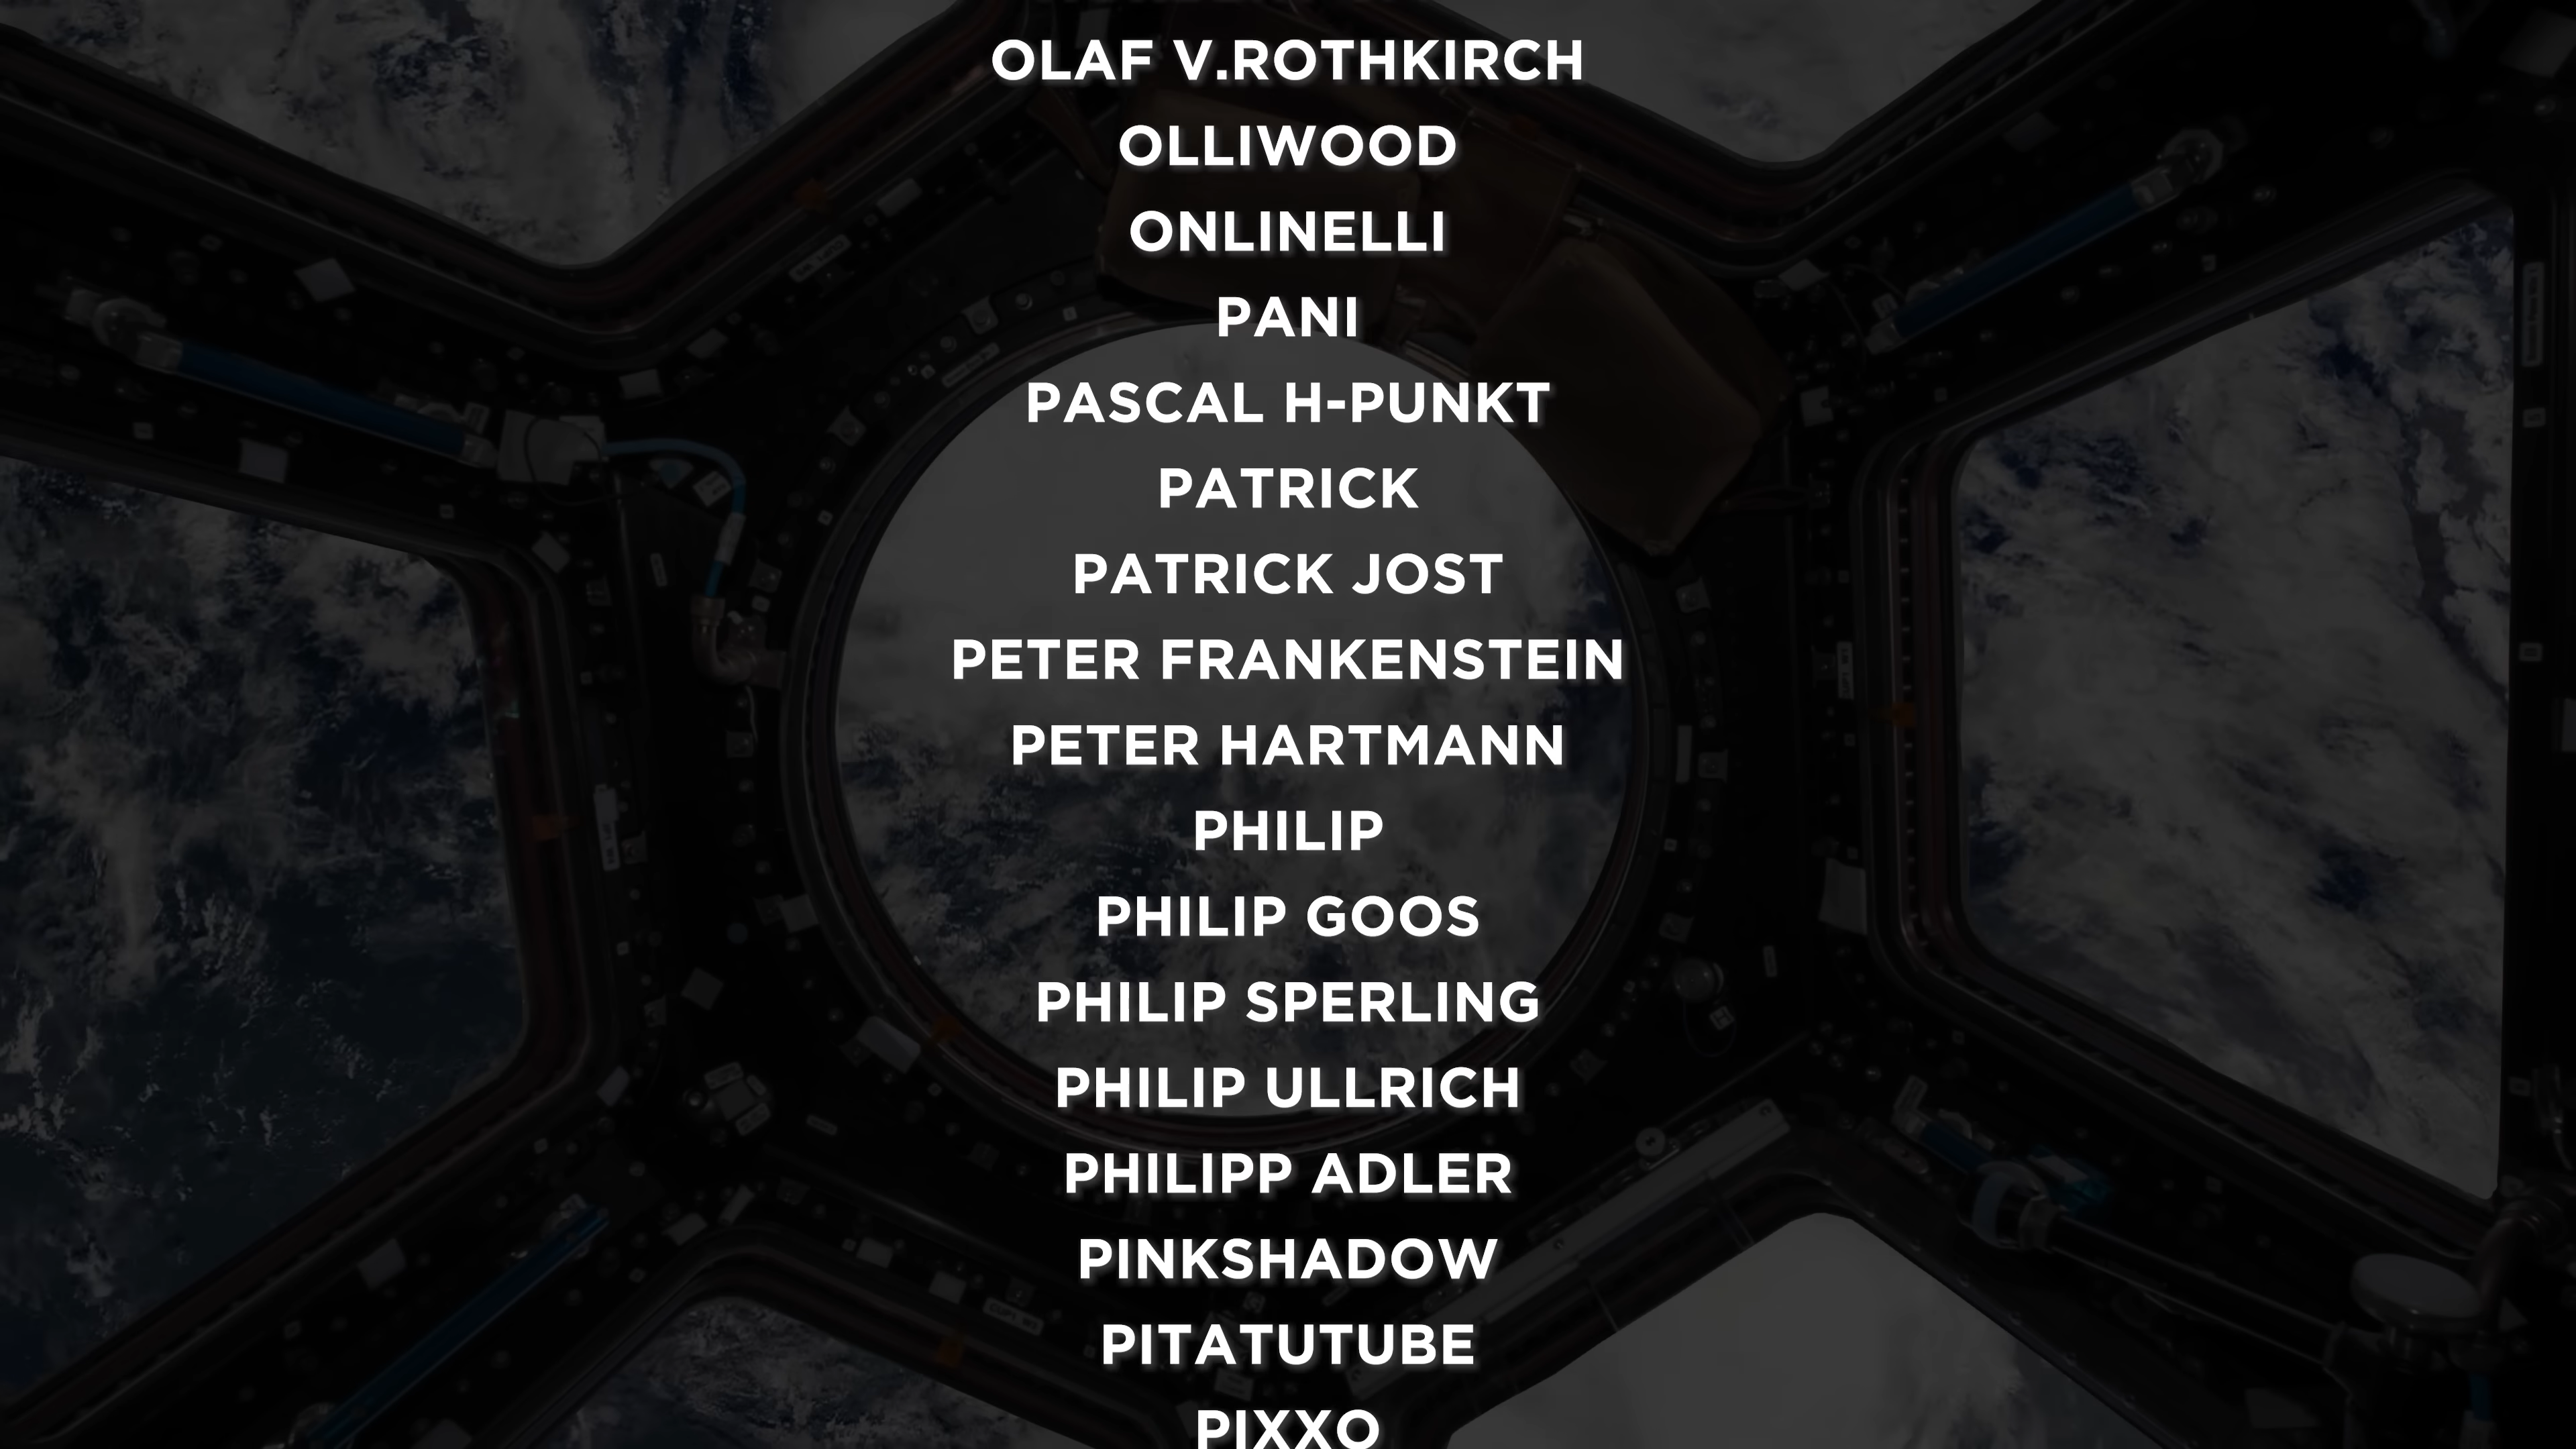 OLAF V.ROTHKIRCH
OLLIWOOD
ONLINELLI
PANI
PASCAL H-PUNKT
PATRICK
PATRICK JOST
PETER FRANKENSTEIN
PETER HARTMANN
PHILIP
PHILIP GOOS
PHILIP SPERLING
PHILIP ULLRICH
PHILIPP ADLER
PINKSHADOW
PITATUTUBE
PIXXO